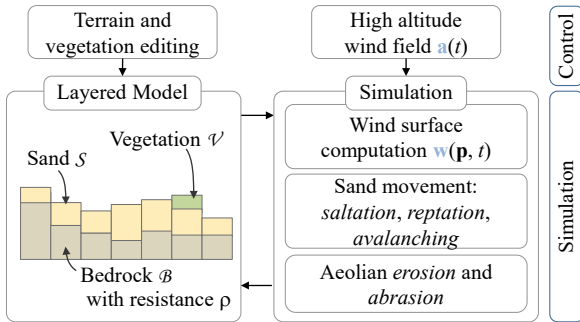 Terrain and
vegetation editing
High altitude
wind field a(t)
Control
Layered Model
Simulation
Vegetation 𝒱
Sand 𝒮
Bedrock ℬ
with resistance ρ
Wind surface
computation w(p, t)
Sand movement:
saltation, reptation,
avalanching
Aeolian erosion and
abrasion
Simulation